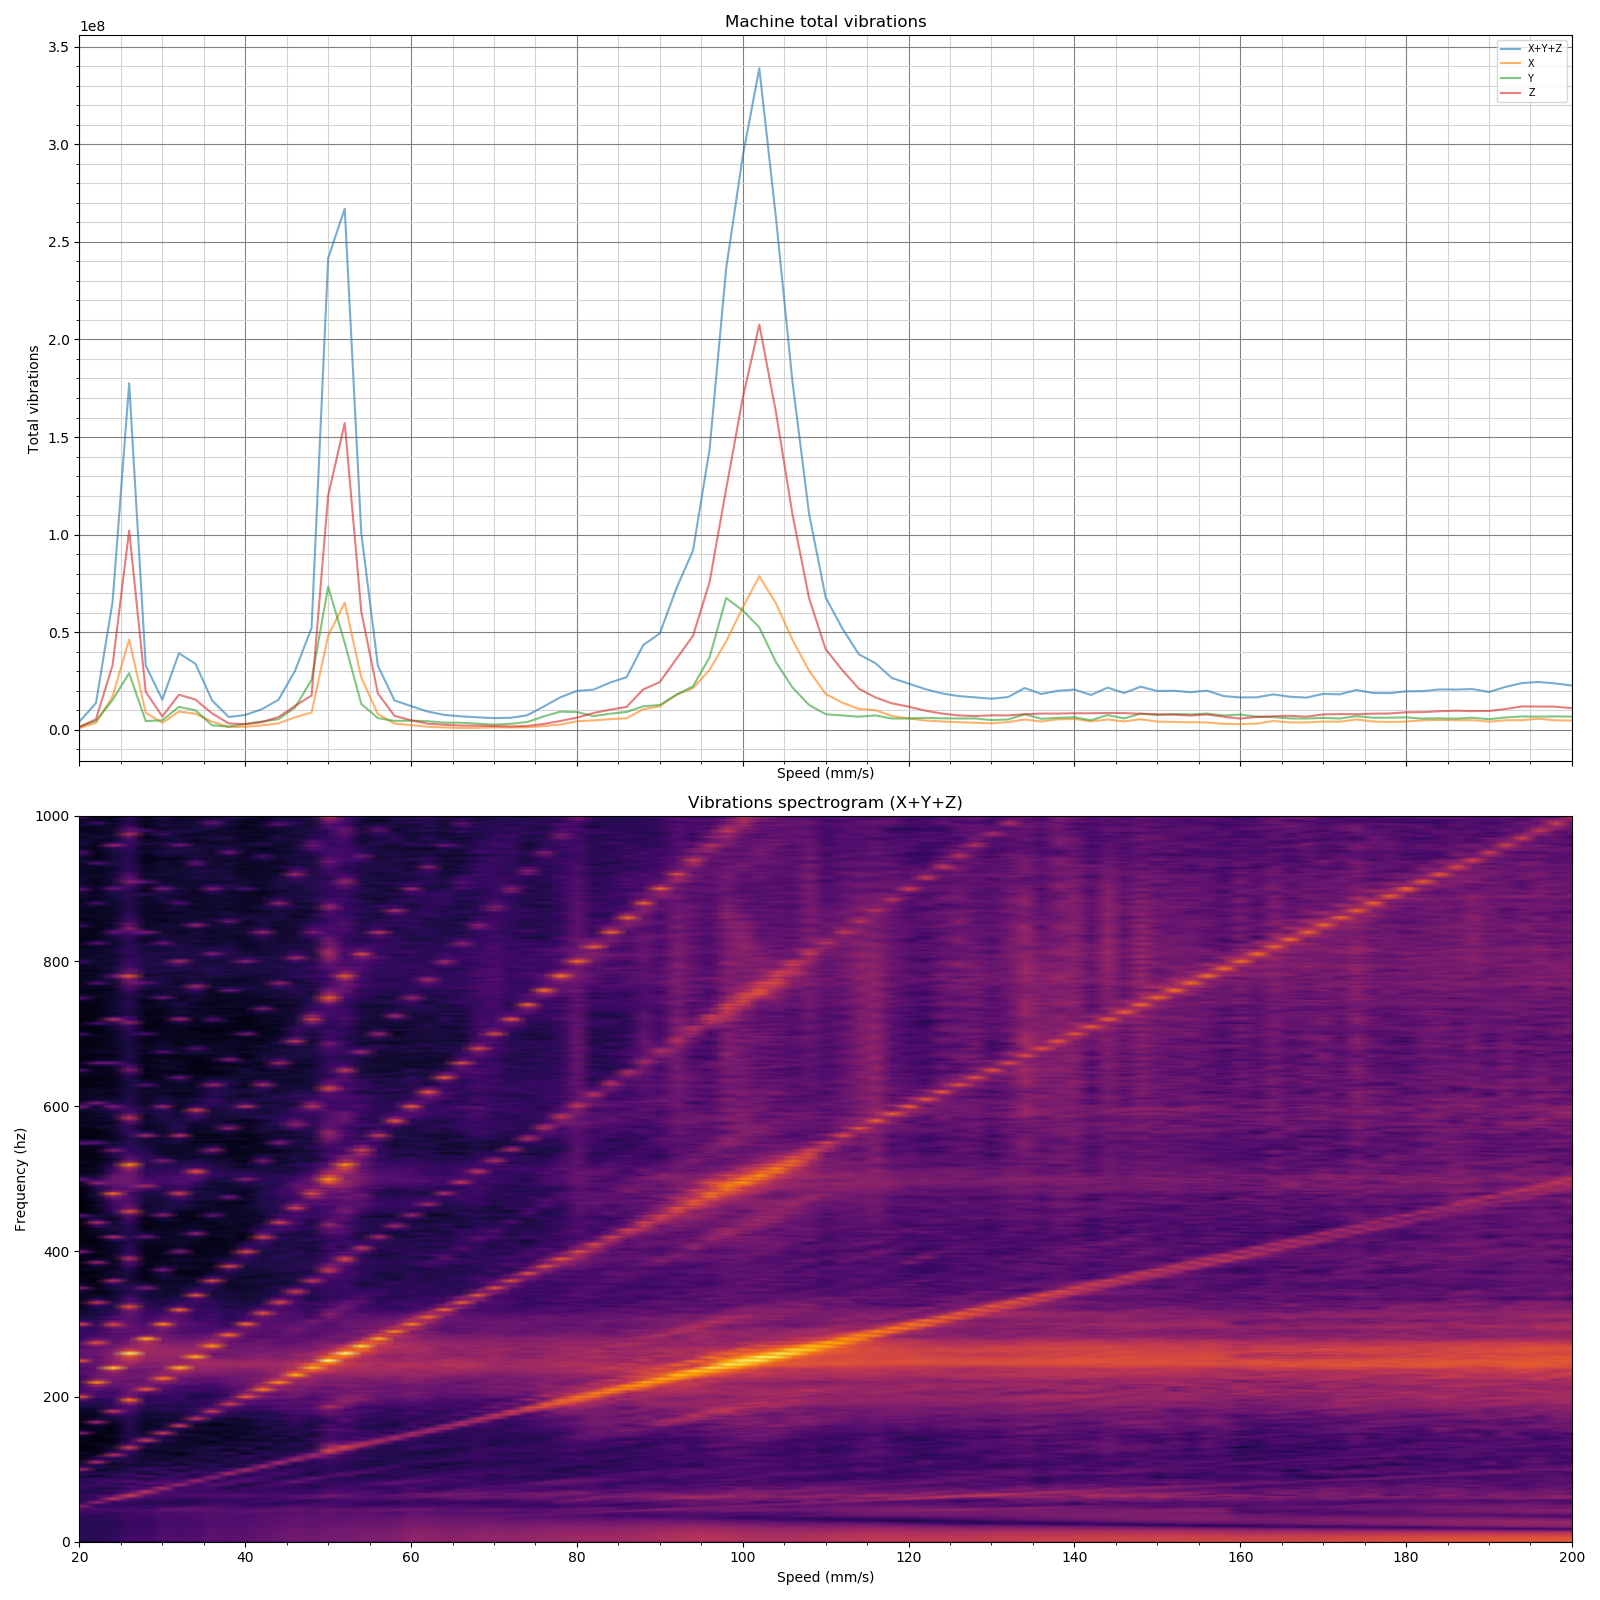 Machine total vibrations
1e8
3.5
3.0
2.5
2.0
1.5
1.0
0.5
0.0
Total vibrations
X+Y+Z
X
Y
Z
Speed (mm/s)
Vibrations spectrogram (X+Y+Z)
1000
800
600
400
200
0
Frequency (hz)
20 40 60 80 100 120 140 160 180 200
Speed (mm/s)